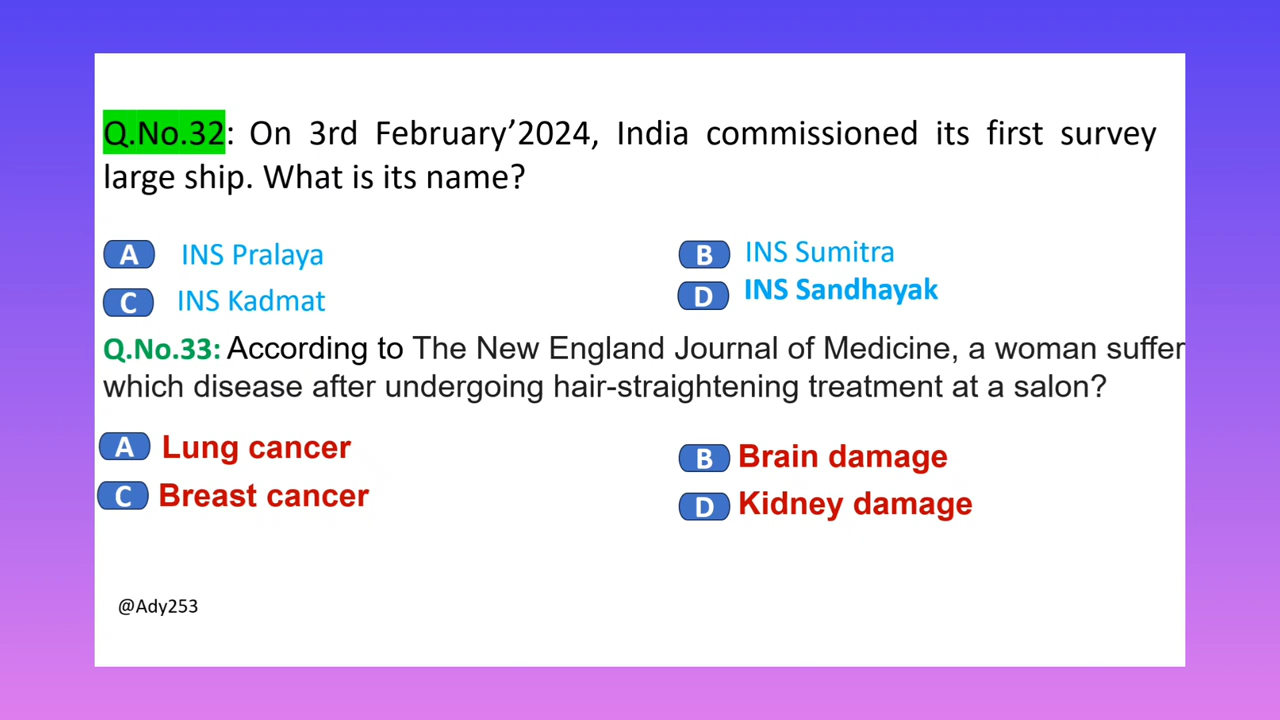 Q.No.32: On 3rd February’2024, India commissioned its first survey
large ship. What is its name?
A INS Pralaya
B INS Sumitra
C INS Kadmat
D INS Sandhayak
Q.No.33: According to The New England Journal of Medicine, a woman suffer
which disease after undergoing hair-straightening treatment at a salon?
A Lung cancer
B Brain damage
C Breast cancer
D Kidney damage
@Ady253